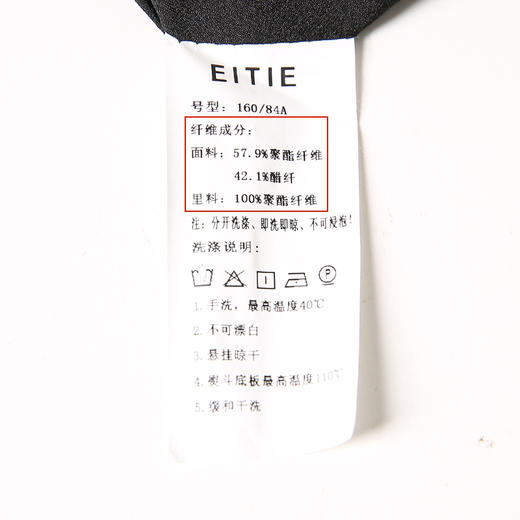 EITIE
号型: 160/84A
纤维成分:
面料: 57.9%聚酯纤维
42.1%醋纤
里料: 100%聚酯纤维
注: 分开洗涤、即洗即晾、不可浸泡!
洗涤说明:
P
1. 手洗, 最高温度40℃
2. 不可漂白
3. 悬挂晾干
4. 熨斗底板最高温度110℃
5. 缓和干洗